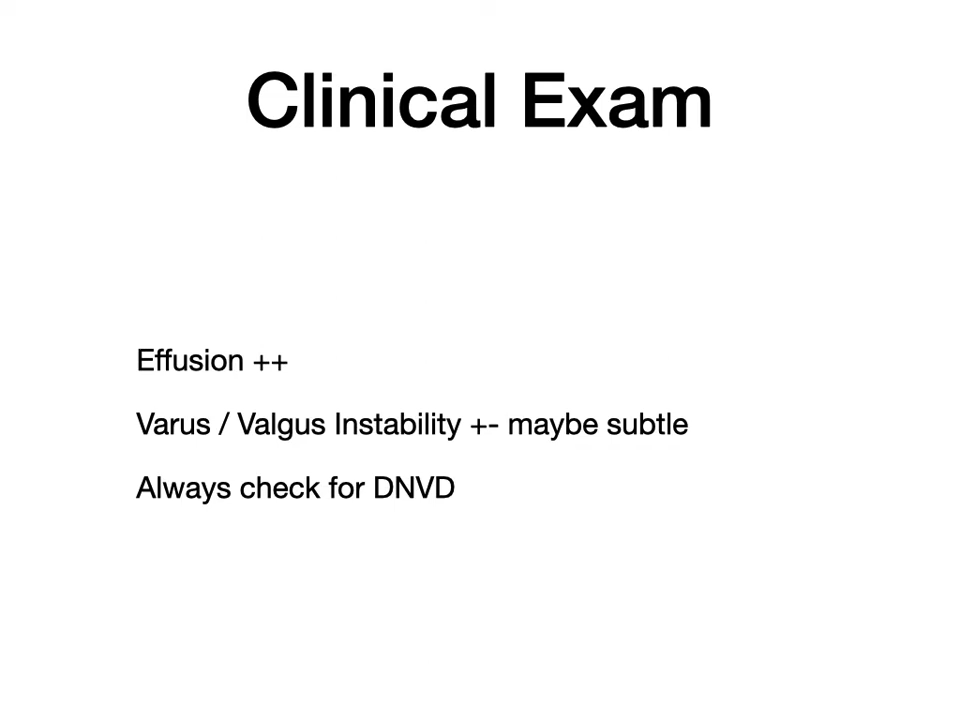 Clinical Exam
Effusion ++
Varus / Valgus Instability +- maybe subtle
Always check for DNVD